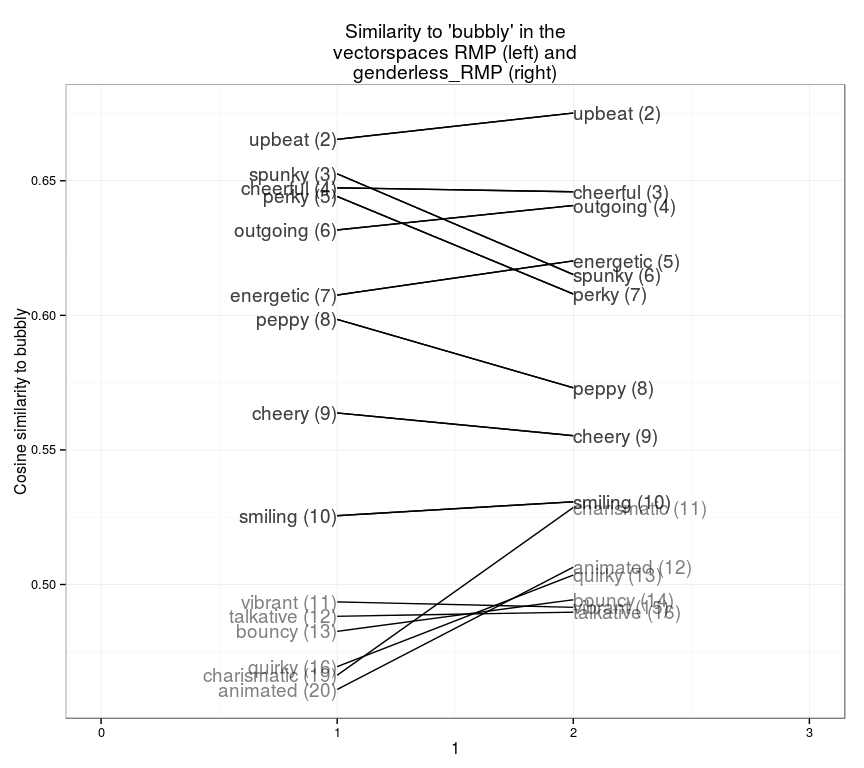 Similarity to 'bubbly' in the
vectorspaces RMP (left) and
genderless_RMP (right)
Cosine similarity to bubbly
0.65
0.60
0.55
0.50
upbeat (2)
spunky (3)
cheerful (4)
perky (5)
outgoing (6)
energetic (7)
peppy (8)
cheery (9)
smiling (10)
vibrant (11)
talkative (12)
bouncy (13)
quirky (16)
charismatic (19)
animated (20)
upbeat (2)
cheerful (3)
outgoing (4)
energetic (5)
spunky (6)
perky (7)
peppy (8)
cheery (9)
smiling (10)
charismatic (11)
animated (12)
quirky (13)
bouncy (14)
vibrant (15)
talkative (16)
0
1
2
3
1